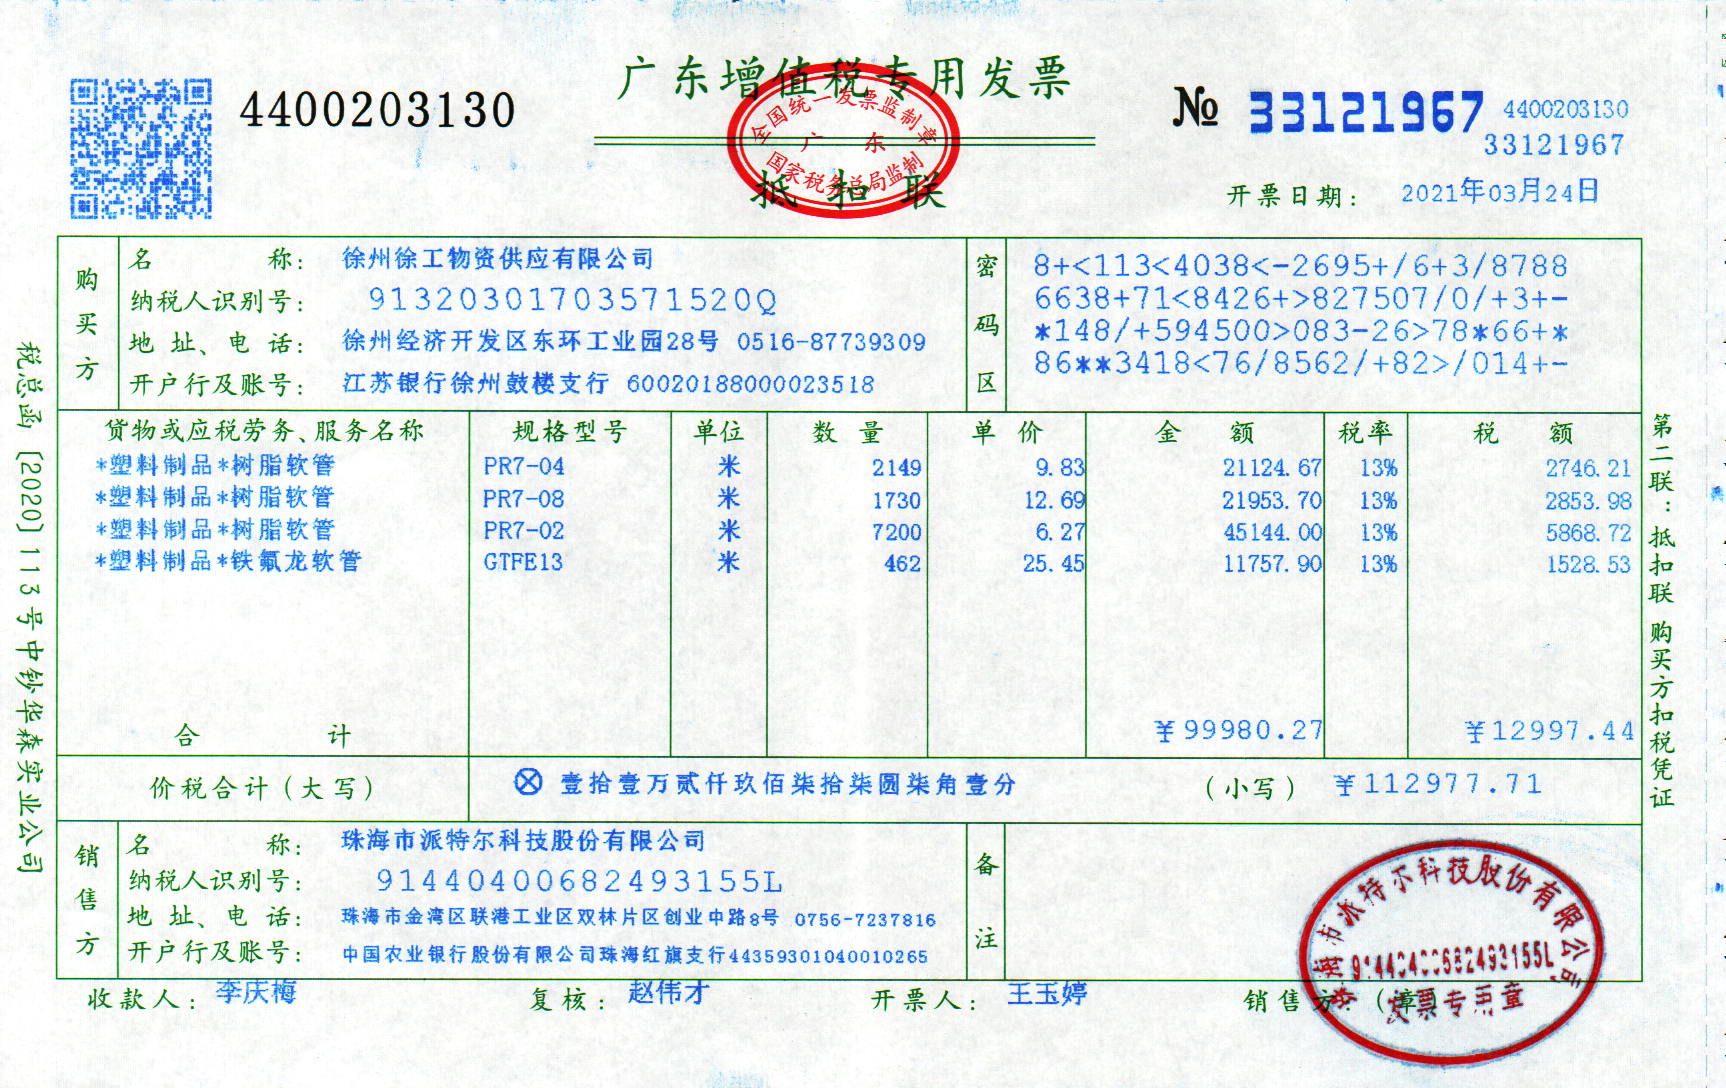 广东增值税专用发票
抵扣联
4400203130
№ 33121967
4400203130
33121967
开票日期: 2021年03月24日
全国统一发票监制章
广东
国家税务总局监制
税总函〔2020〕113号中钞华森实业公司
第二联:抵扣联 购买方扣税凭证
购买方
名称: 徐州徐工物资供应有限公司
纳税人识别号: 91320301703571520Q
地址、电话: 徐州经济开发区东环工业园28号 0516-87739309
开户行及账号: 江苏银行徐州鼓楼支行 60020188000023518
密码区
8+<113<4038<-2695+/6+3/8788
6638+71<8426+>827507/0/+3+-
*148/+594500>083-26>78*66+*
86**3418<76/8562/+82>/014+-
货物或应税劳务、服务名称 规格型号 单位 数量 单价 金额 税率 税额
*塑料制品*树脂软管 PR7-04 米 2149 9.83 21124.67 13% 2746.21
*塑料制品*树脂软管 PR7-08 米 1730 12.69 21953.70 13% 2853.98
*塑料制品*树脂软管 PR7-02 米 7200 6.27 45144.00 13% 5868.72
*塑料制品*铁氟龙软管 GTFE13 米 462 25.45 11757.90 13% 1528.53
合计 ¥99980.27 ¥12997.44
价税合计(大写) ⊗ 壹拾壹万贰仟玖佰柒拾柒圆柒角壹分 (小写) ¥112977.71
销售方
名称: 珠海市派特尔科技股份有限公司
纳税人识别号: 91440400682493155L
地址、电话: 珠海市金湾区联港工业区双林片区创业中路8号 0756-7237816
开户行及账号: 中国农业银行股份有限公司珠海红旗支行44359301040010265
备注
收款人: 李庆梅 复核: 赵伟才 开票人: 王玉婷 销售方:(章)
珠海市派特尔科技股份有限公司
91440400682493155L
发票专用章